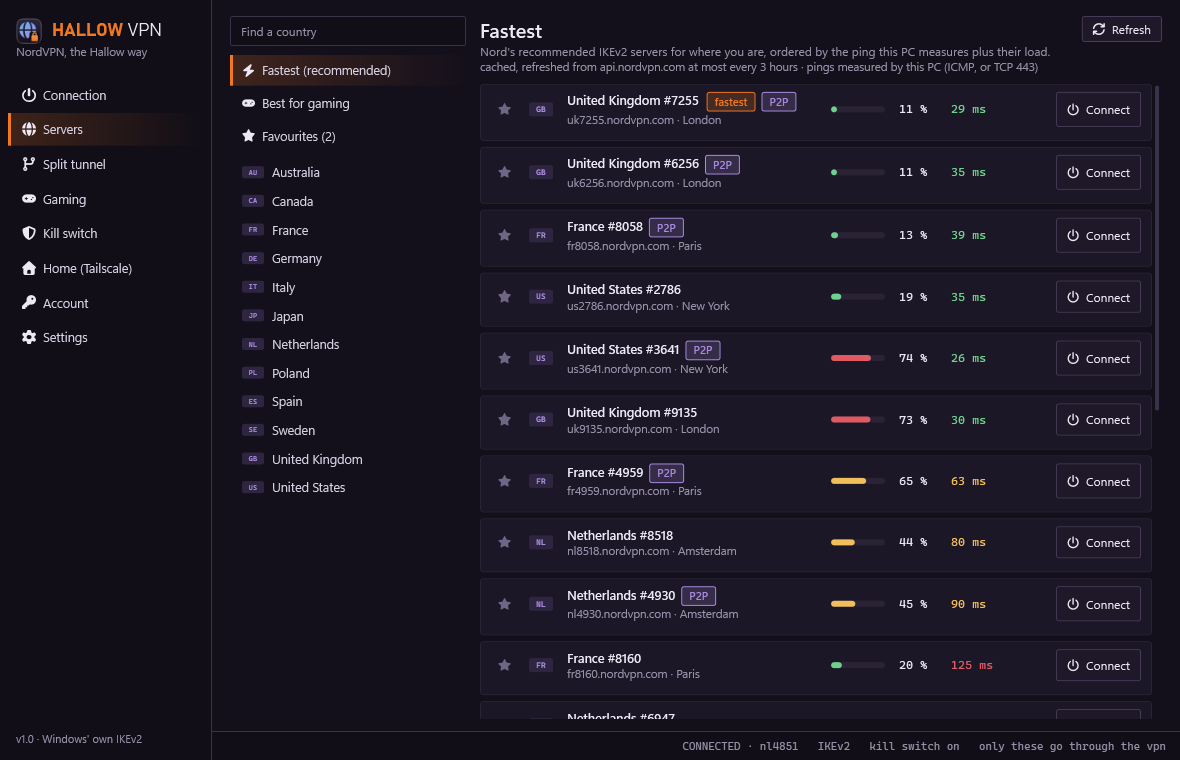 HALLOW VPN
NordVPN, the Hallow way
Connection
Servers
Split tunnel
Gaming
Kill switch
Home (Tailscale)
Account
Settings
v1.0 · Windows' own IKEv2
Find a country
Fastest (recommended)
Best for gaming
Favourites (2)
AU Australia
CA Canada
FR France
DE Germany
IT Italy
JP Japan
NL Netherlands
PL Poland
ES Spain
SE Sweden
GB United Kingdom
US United States
Fastest
Refresh
Nord's recommended IKEv2 servers for where you are, ordered by the ping this PC measures plus their load.
cached, refreshed from api.nordvpn.com at most every 3 hours · pings measured by this PC (ICMP, or TCP 443)
GB United Kingdom #7255 fastest P2P 11 % 29 ms Connect
uk7255.nordvpn.com · London
GB United Kingdom #6256 P2P 11 % 35 ms Connect
uk6256.nordvpn.com · London
FR France #8058 P2P 13 % 39 ms Connect
fr8058.nordvpn.com · Paris
US United States #2786 19 % 35 ms Connect
us2786.nordvpn.com · New York
US United States #3641 P2P 74 % 26 ms Connect
us3641.nordvpn.com · New York
GB United Kingdom #9135 73 % 30 ms Connect
uk9135.nordvpn.com · London
FR France #4959 P2P 65 % 63 ms Connect
fr4959.nordvpn.com · Paris
NL Netherlands #8518 44 % 80 ms Connect
nl8518.nordvpn.com · Amsterdam
NL Netherlands #4930 P2P 45 % 90 ms Connect
nl4930.nordvpn.com · Amsterdam
FR France #8160 20 % 125 ms Connect
fr8160.nordvpn.com · Paris
Netherlands #6947
CONNECTED · nl4851 IKEv2 kill switch on only these go through the vpn